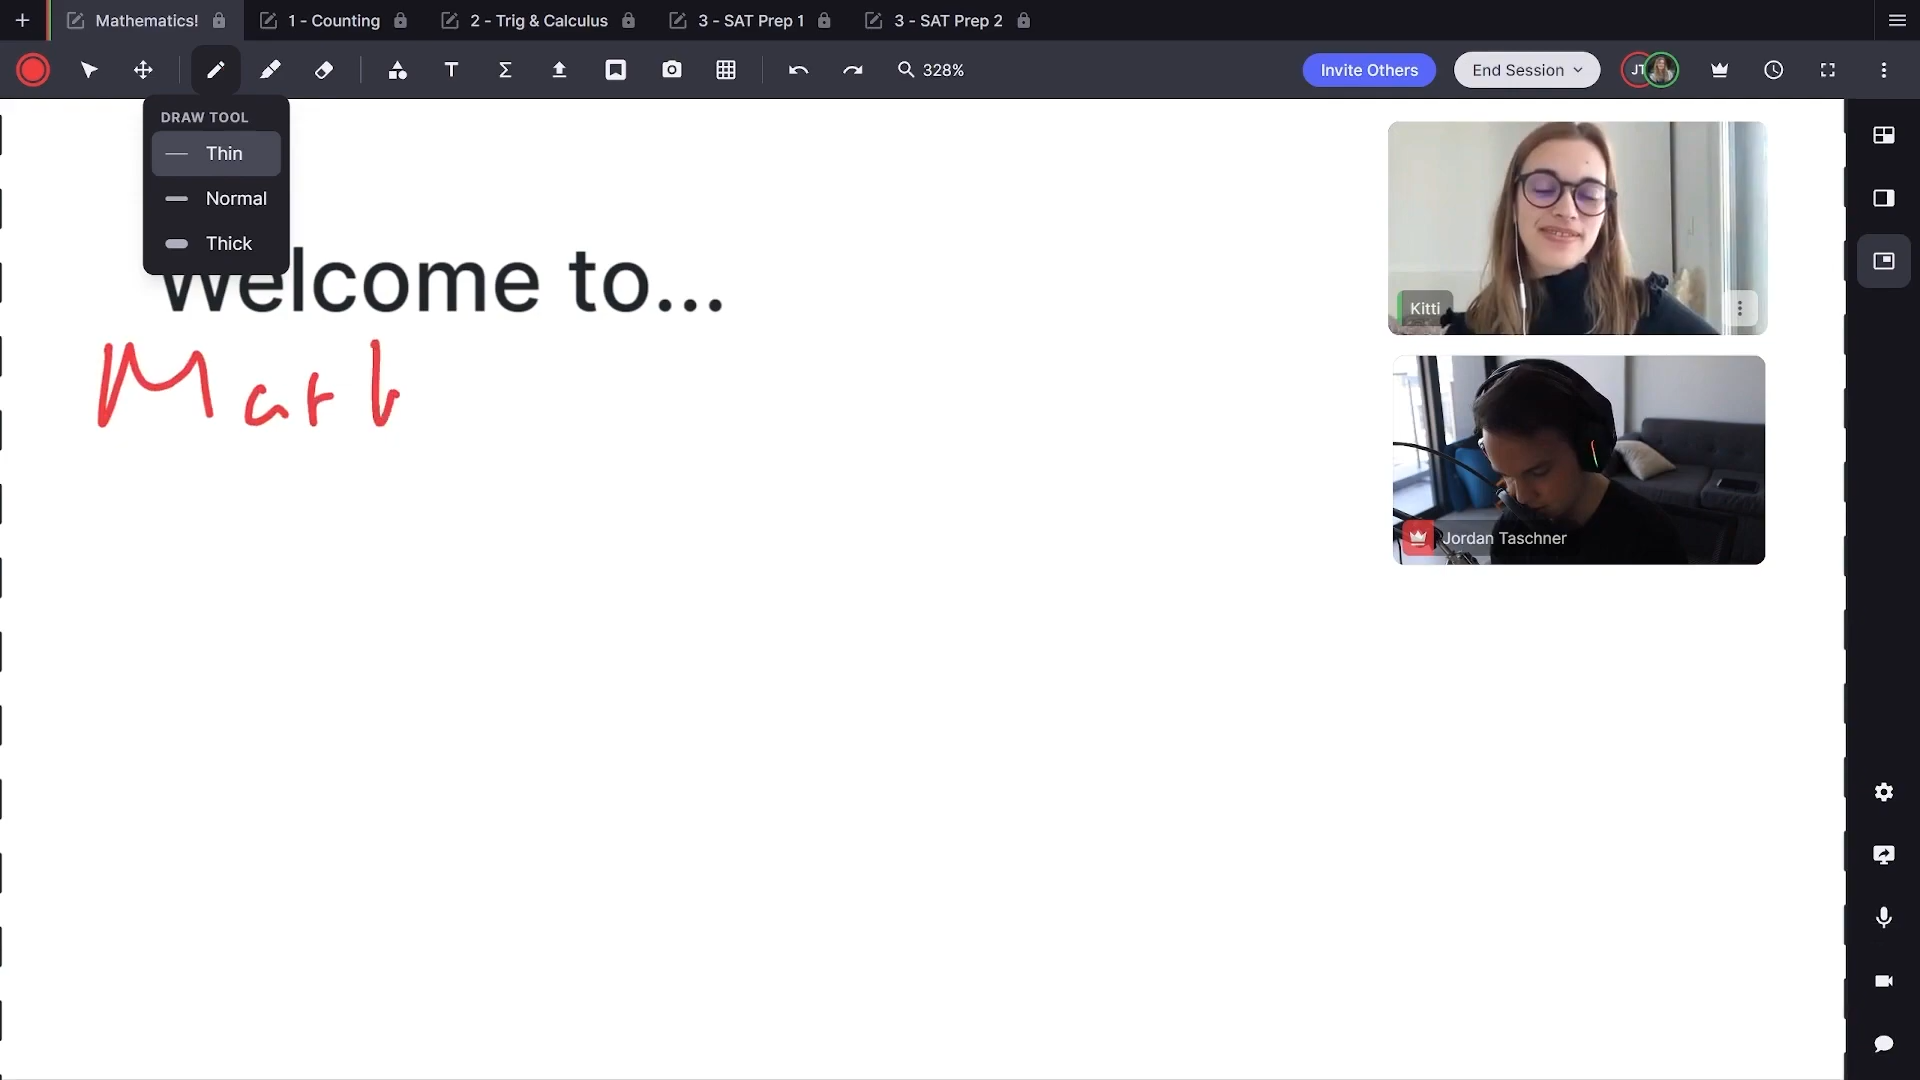 Mathematics!
1 - Counting
2 - Trig & Calculus
3 - SAT Prep 1
3 - SAT Prep 2
328%
Invite Others
End Session
JT
DRAW TOOL
Thin
Normal
Thick
Welcome to...
Math
Kitti
Jordan Taschner